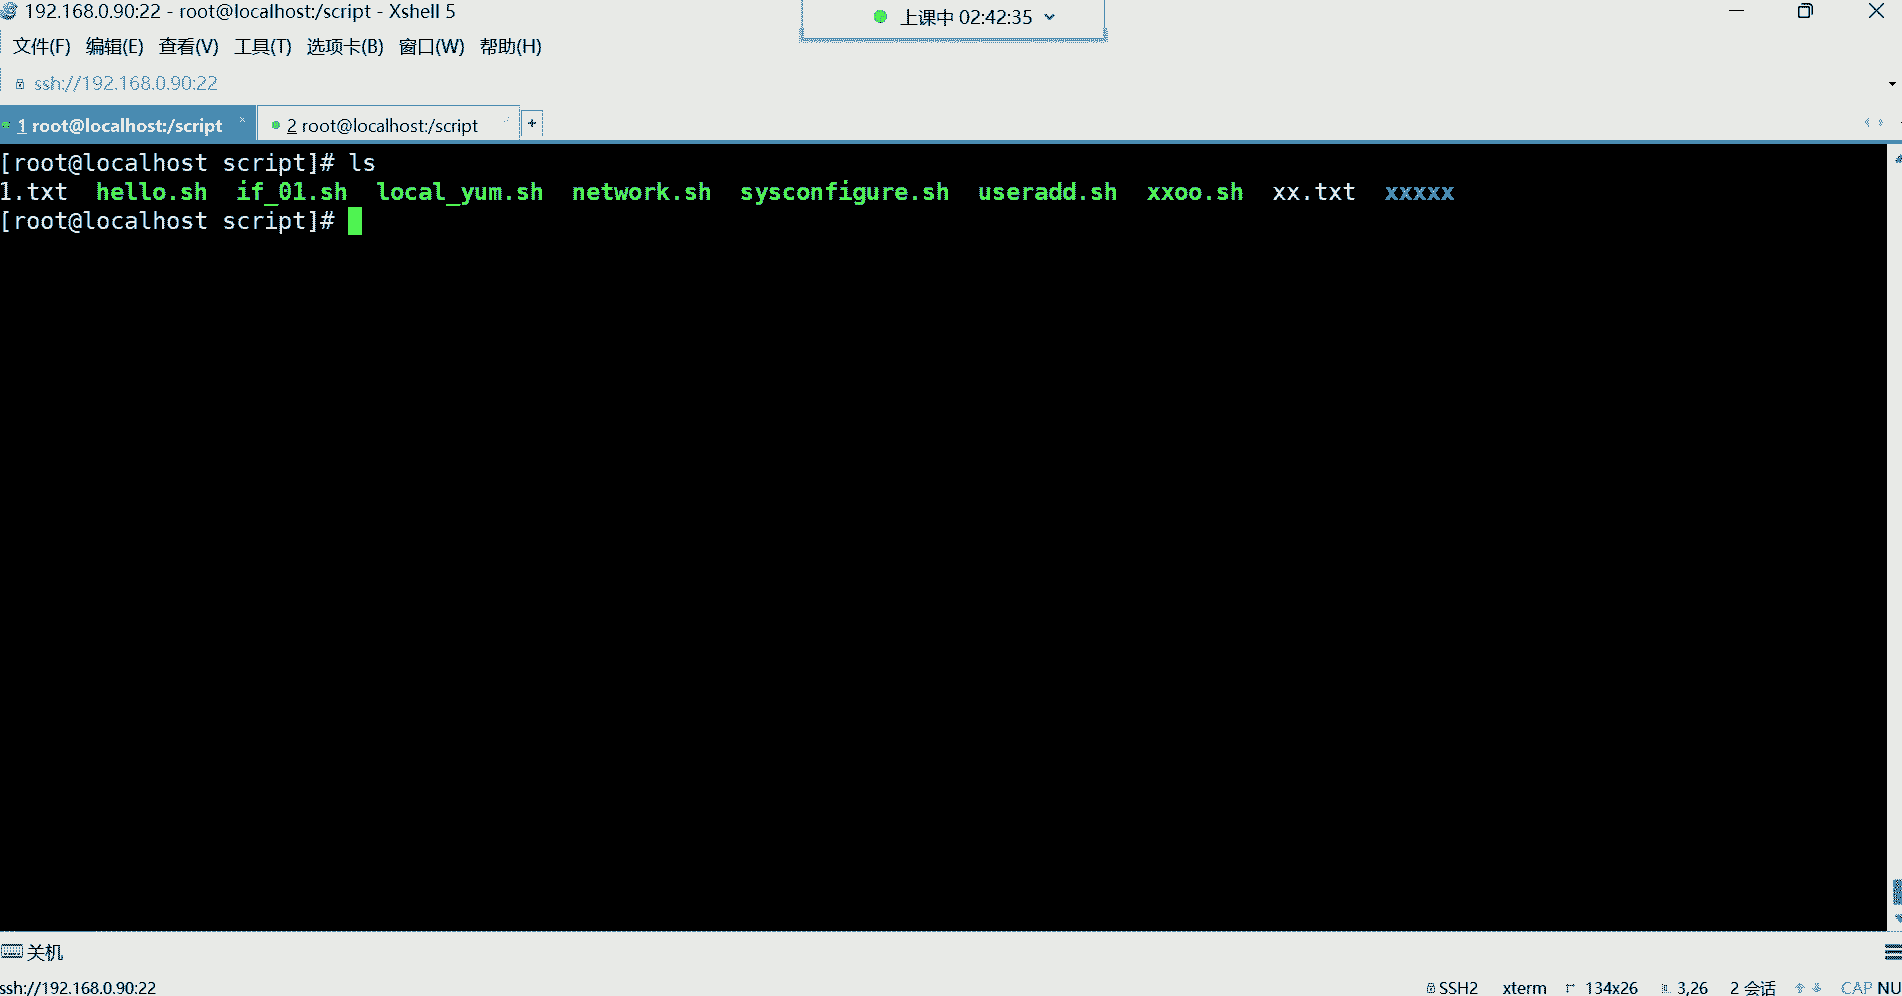 192.168.0.90:22 - root@localhost:/script - Xshell 5
上课中 02:42:35
文件(F) 编辑(E) 查看(V) 工具(T) 选项卡(B) 窗口(W) 帮助(H)
ssh://192.168.0.90:22
1 root@localhost:/script 2 root@localhost:/script +
[root@localhost script]# ls
1.txt hello.sh if_01.sh local_yum.sh network.sh sysconfigure.sh useradd.sh xxoo.sh xx.txt xxxxx
[root@localhost script]#
关机
ssh://192.168.0.90:22 SSH2 xterm 134x26 3,26 2 会话 CAP NU